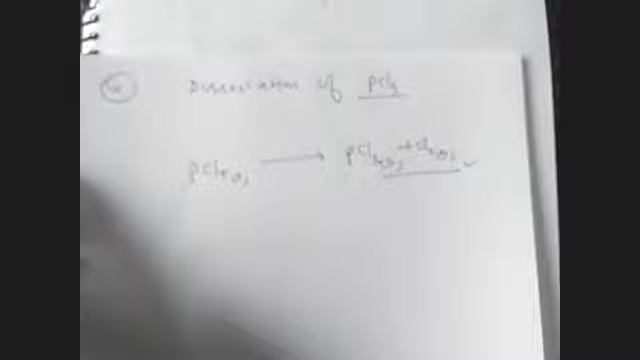 Dissociation of PCl5
PCl5(g) → PCl3(g) + Cl2(g)